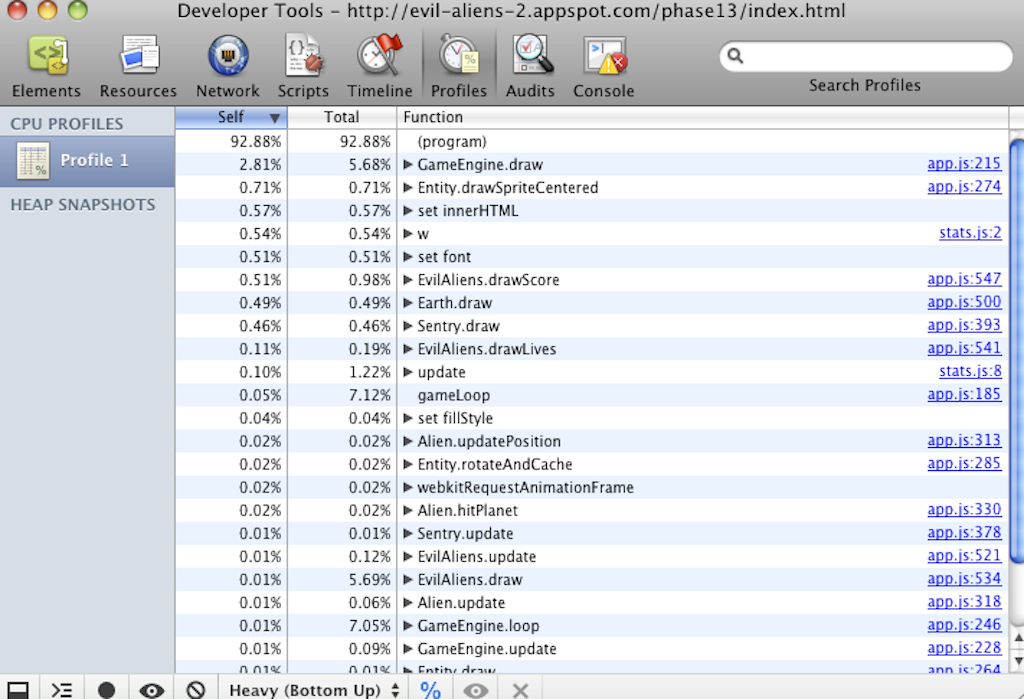 Developer Tools - http://evil-aliens-2.appspot.com/phase13/index.html
Elements Resources Network Scripts Timeline Profiles Audits Console
Search Profiles
CPU PROFILES
Profile 1
HEAP SNAPSHOTS
Self Total Function
92.88% 92.88% (program)
2.81% 5.68% GameEngine.draw app.js:215
0.71% 0.71% Entity.drawSpriteCentered app.js:274
0.57% 0.57% set innerHTML
0.54% 0.54% w stats.js:2
0.51% 0.51% set font
0.51% 0.98% EvilAliens.drawScore app.js:547
0.49% 0.49% Earth.draw app.js:500
0.46% 0.46% Sentry.draw app.js:393
0.11% 0.19% EvilAliens.drawLives app.js:541
0.10% 1.22% update stats.js:8
0.05% 7.12% gameLoop app.js:185
0.04% 0.04% set fillStyle
0.02% 0.02% Alien.updatePosition app.js:313
0.02% 0.02% Entity.rotateAndCache app.js:285
0.02% 0.02% webkitRequestAnimationFrame
0.02% 0.02% Alien.hitPlanet app.js:330
0.01% 0.01% Sentry.update app.js:378
0.01% 0.12% EvilAliens.update app.js:521
0.01% 5.69% EvilAliens.draw app.js:534
0.01% 0.06% Alien.update app.js:318
0.01% 7.05% GameEngine.loop app.js:246
0.01% 0.09% GameEngine.update app.js:228
0.01% 0.01% Entity.draw app.js:264
Heavy (Bottom Up) %